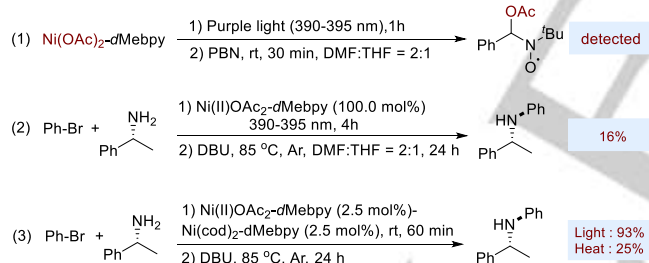 (1) Ni(OAc)2-dMebpy
1) Purple light (390-395 nm),1h
2) PBN, rt, 30 min, DMF:THF = 2:1
OAc
Ph N tBu
O•
detected
(2) Ph-Br +
NH2
Ph
1) Ni(II)OAc2-dMebpy (100.0 mol%)
390-395 nm, 4h
2) DBU, 85 °C, Ar, DMF:THF = 2:1, 24 h
HN Ph
Ph
16%
(3) Ph-Br +
NH2
Ph
1) Ni(II)OAc2-dMebpy (2.5 mol%)-
Ni(cod)2-dMebpy (2.5 mol%), rt, 60 min
2) DBU, 85 °C, Ar, 24 h
HN Ph
Ph
Light : 93%
Heat : 25%